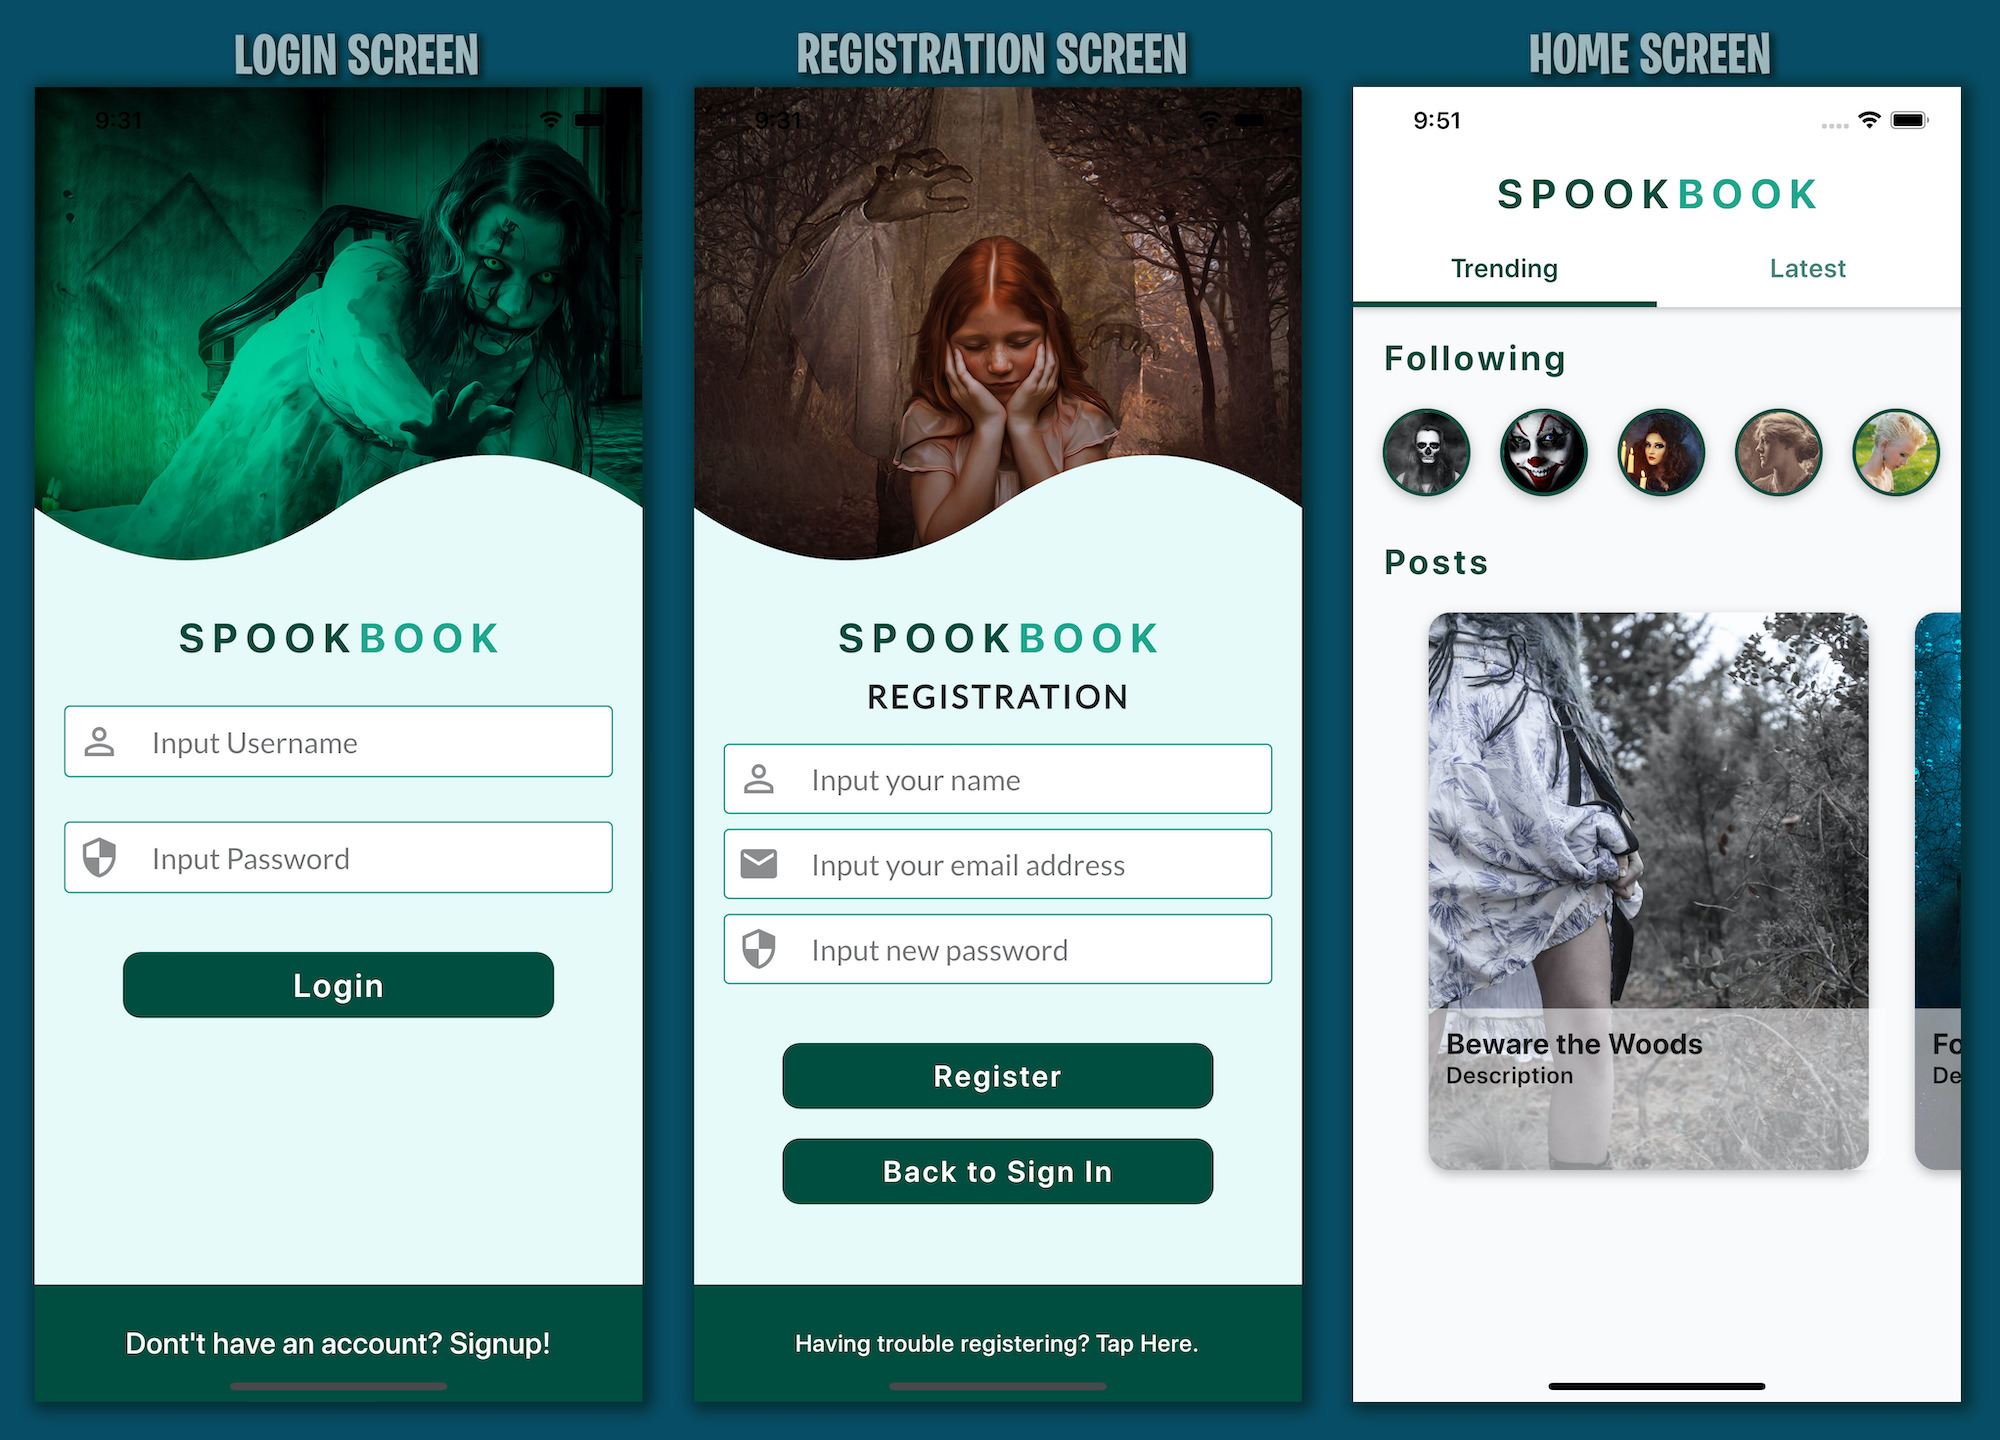 LOGIN SCREEN
9:31
SPOOKBOOK
Input Username
Input Password
Login
Dont't have an account? Signup!
REGISTRATION SCREEN
9:31
SPOOKBOOK
REGISTRATION
Input your name
Input your email address
Input new password
Register
Back to Sign In
Having trouble registering? Tap Here.
HOME SCREEN
9:51
SPOOKBOOK
Trending
Latest
Following
Posts
Beware the Woods
Description
Fo
De